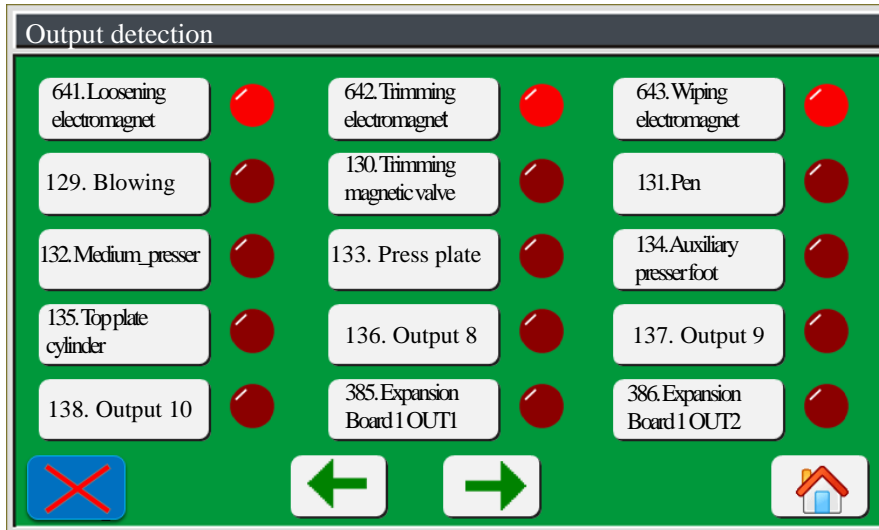 Output detection
641.Loosening
electromagnet
642.Trimming
electromagnet
643.Wiping
electromagnet
129. Blowing
130.Trimming
magnetic valve
131.Pen
132.Medium_presser
133. Press plate
134.Auxiliary
presser foot
135.Top plate
cylinder
136. Output 8
137. Output 9
138. Output 10
385.Expansion
Board 1 OUT1
386.Expansion
Board 1 OUT2